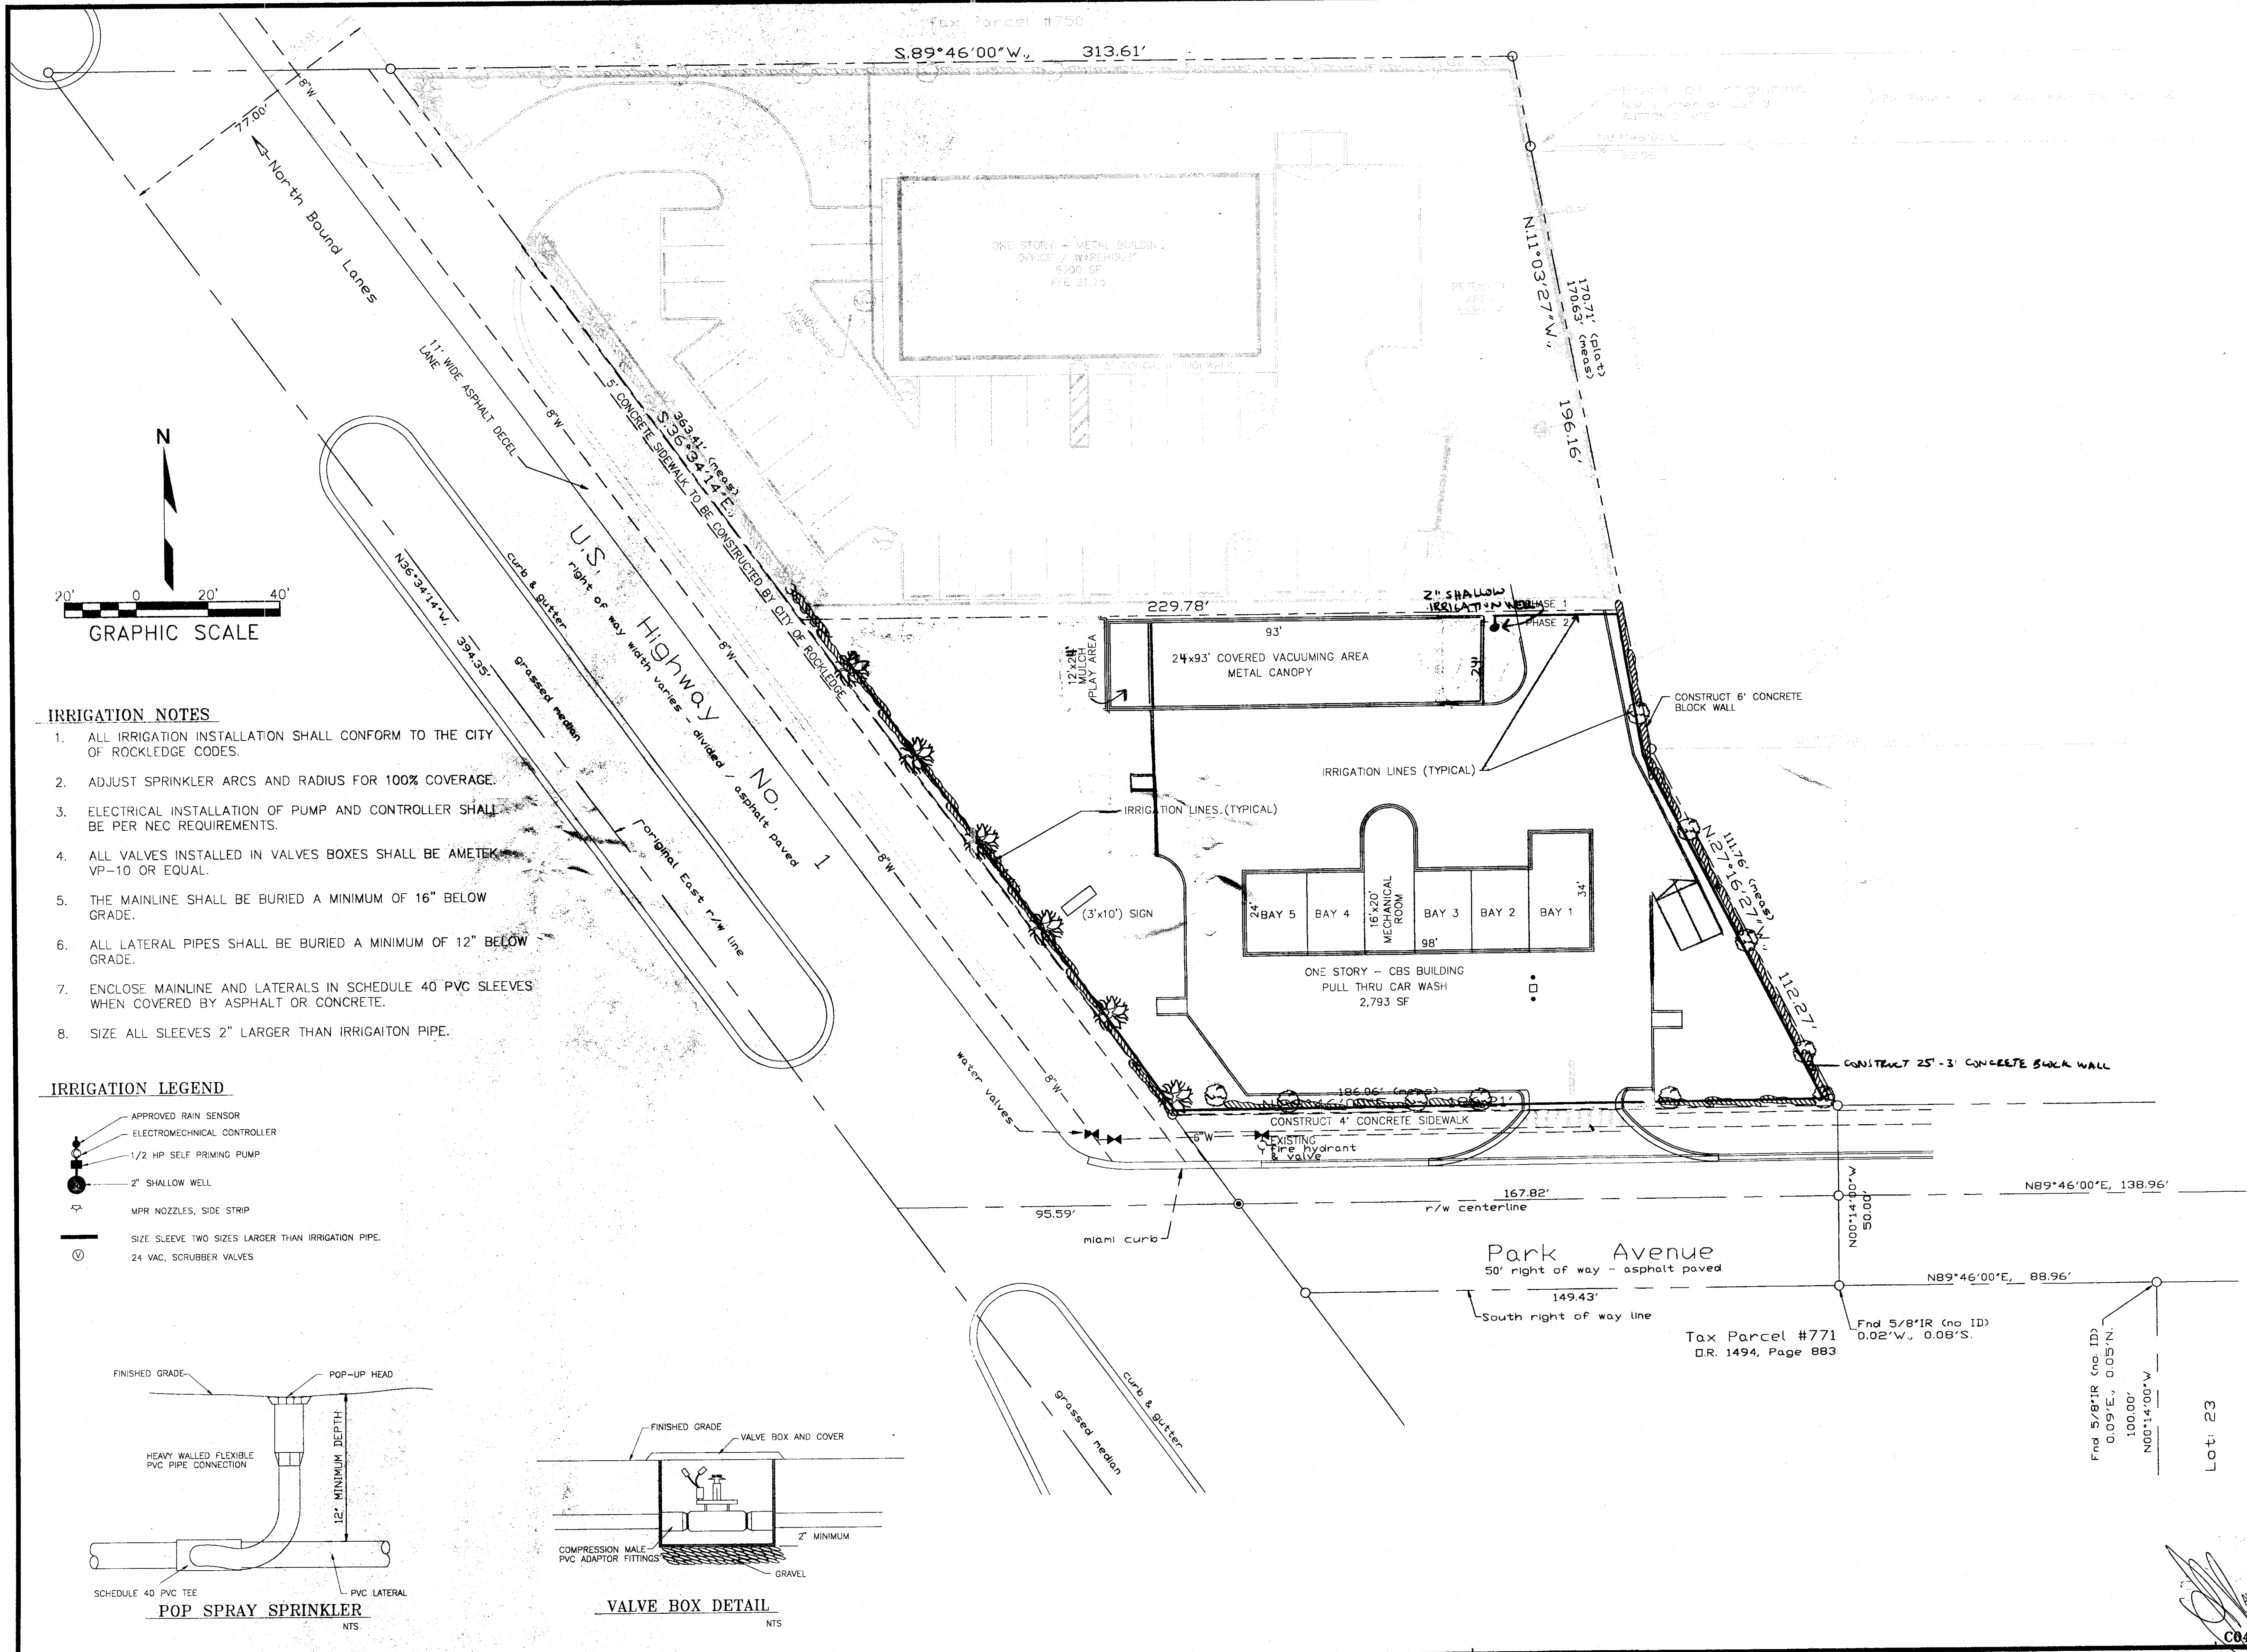 Tax Parcel #750
S.89°46'00"W., 313.61'
77.00'
8"W
North Bound Lanes
11' WIDE ASPHALT DECEL
LANE
8"W
5' CONCRETE SIDEWALK TO BE CONSTRUCTED BY CITY OF ROCKLEDGE
363.41' (meas)
S.36°34'14"E.,
ONE STORY - METAL BUILDING
OFFICE / WAREHOUSE
5000 SF
LANDSCAPE
AREA
N.11°03'27"W.,
170.71' (plat)
170.63' (meas)
196.16'
N
20' 0 20' 40'
GRAPHIC SCALE
N36°34'14"W, 394.35'
curb & gutter
grassed median
U.S. Highway No. 1
right of way width varies - divided / asphalt paved
original East r/w line
8"W
8"W
8"W
229.78'
2" SHALLOW
IRRIGATION WELL
PHASE 1
PHASE 2
93'
24x93' COVERED VACUUMING AREA
METAL CANOPY
24'
12'x24'
MULCH
PLAY AREA
CONSTRUCT 6' CONCRETE
BLOCK WALL
IRRIGATION LINES (TYPICAL)
IRRIGATION LINES (TYPICAL)
(3'x10') SIGN
24'
BAY 5
BAY 4
16'x20'
MECHANICAL
ROOM
BAY 3
BAY 2
BAY 1
34'
98'
ONE STORY - CBS BUILDING
PULL THRU CAR WASH
2,793 SF
111.76' (meas)
N.27°16'27"W.,
112.27'
CONSTRUCT 25'-3' CONCRETE BLOCK WALL
IRRIGATION NOTES
1. ALL IRRIGATION INSTALLATION SHALL CONFORM TO THE CITY
OF ROCKLEDGE CODES.
2. ADJUST SPRINKLER ARCS AND RADIUS FOR 100% COVERAGE.
3. ELECTRICAL INSTALLATION OF PUMP AND CONTROLLER SHALL
BE PER NEC REQUIREMENTS.
4. ALL VALVES INSTALLED IN VALVES BOXES SHALL BE AMETEK
VP-10 OR EQUAL.
5. THE MAINLINE SHALL BE BURIED A MINIMUM OF 16" BELOW
GRADE.
6. ALL LATERAL PIPES SHALL BE BURIED A MINIMUM OF 12" BELOW
GRADE.
7. ENCLOSE MAINLINE AND LATERALS IN SCHEDULE 40 PVC SLEEVES
WHEN COVERED BY ASPHALT OR CONCRETE.
8. SIZE ALL SLEEVES 2" LARGER THAN IRRIGAITON PIPE.
IRRIGATION LEGEND
APPROVED RAIN SENSOR
ELECTROMECHNICAL CONTROLLER
1/2 HP SELF PRIMING PUMP
2" SHALLOW WELL
MPR NOZZLES, SIDE STRIP
SIZE SLEEVE TWO SIZES LARGER THAN IRRIGATION PIPE.
V 24 VAC, SCRUBBER VALVES
water valves
186.06' (meas)
CONSTRUCT 4' CONCRETE SIDEWALK
6"W
EXISTING
fire hydrant
& valve
95.59'
miami curb
167.82'
r/w centerline
N89°46'00"E, 138.96'
N00°14'00"W
50.00'
Park Avenue
50' right of way - asphalt paved
149.43'
South right of way line
N89°46'00"E, 88.96'
Tax Parcel #771
O.R. 1494, Page 883
Fnd 5/8"IR (no ID)
0.02'W., 0.08'S.
Fnd 5/8"IR (no. ID)
0.09'E., 0.05'N.
100.00'
N00°14'00"W
Lot: 23
grassed median
curb & gutter
FINISHED GRADE
POP-UP HEAD
HEAVY WALLED FLEXIBLE
PVC PIPE CONNECTION
12" MINIMUM DEPTH
SCHEDULE 40 PVC TEE
PVC LATERAL
POP SPRAY SPRINKLER
NTS
FINISHED GRADE
VALVE BOX AND COVER
COMPRESSION MALE
PVC ADAPTOR FITTINGS
2" MINIMUM
GRAVEL
VALVE BOX DETAIL
NTS